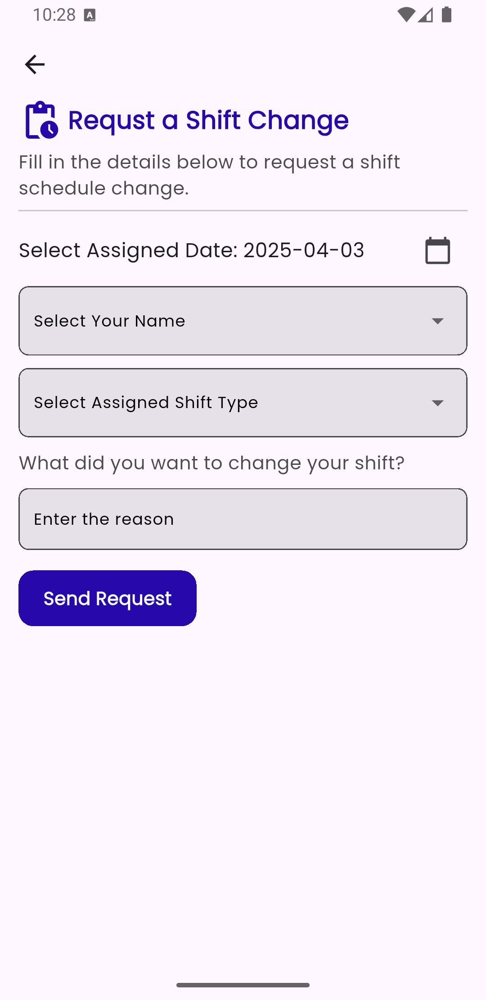 10:28
A
Requst a Shift Change
Fill in the details below to request a shift
schedule change.
Select Assigned Date: 2025-04-03
Select Your Name
Select Assigned Shift Type
What did you want to change your shift?
Enter the reason
Send Request